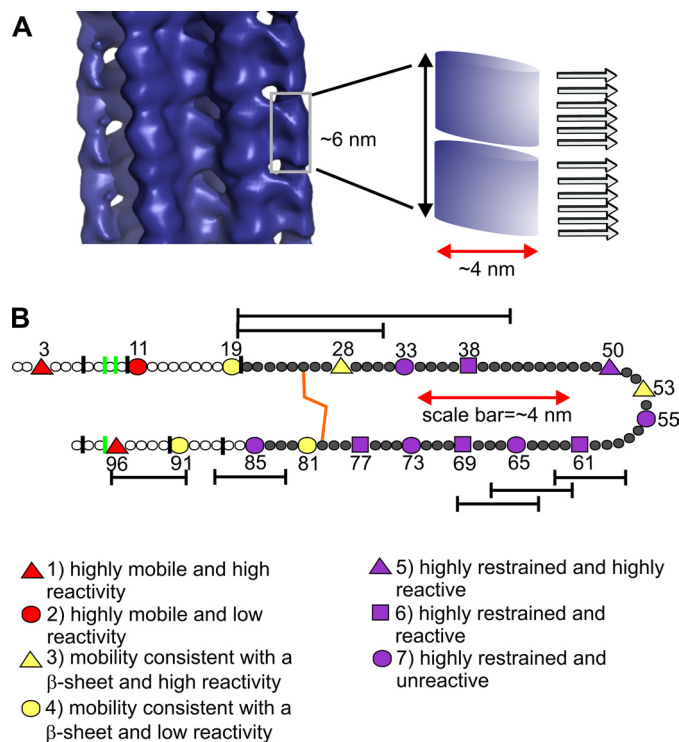 A
~6 nm
~4 nm
B
3 11 19 28 33 38 50
53
scale bar=~4 nm
55
96 91 85 81 77 73 69 65 61
1) highly mobile and high
reactivity
2) highly mobile and low
reactivity
3) mobility consistent with a
β-sheet and high reactivity
4) mobility consistent with a
β-sheet and low reactivity
5) highly restrained and highly
reactive
6) highly restrained and
reactive
7) highly restrained and
unreactive